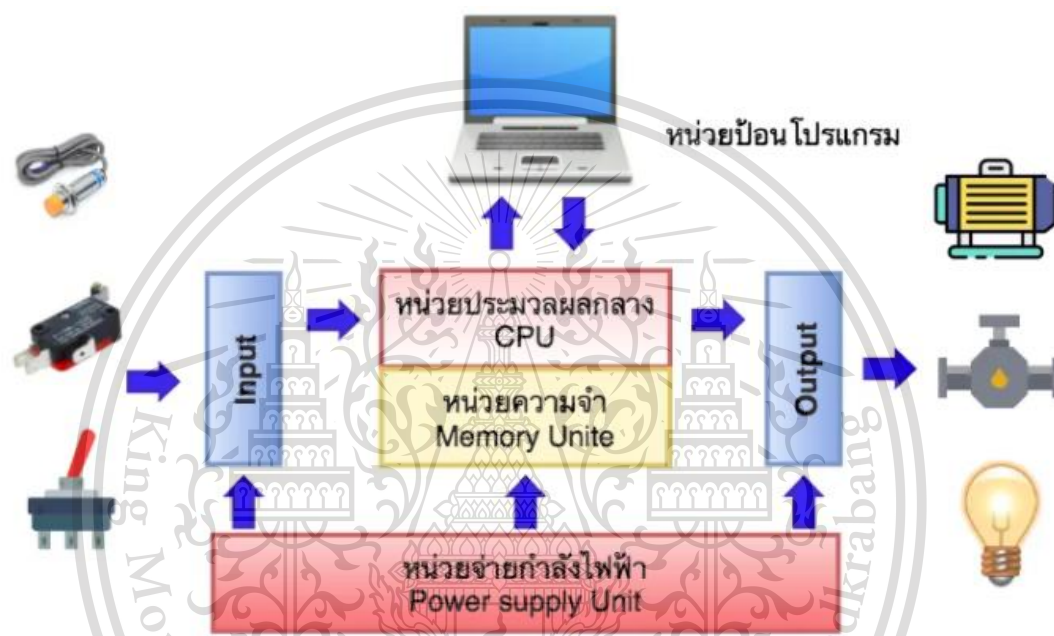 หน่วยป้อนโปรแกรม
Input
หน่วยประมวลผลกลาง
CPU
หน่วยความจำ
Memory Unite
Output
หน่วยจ่ายกำลังไฟฟ้า
Power supply Unit
King Mo
dkrabang